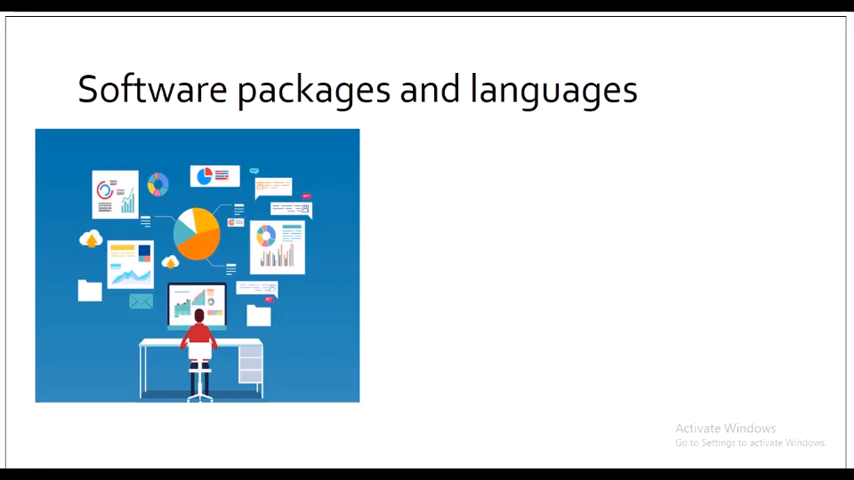 Software packages and languages
Activate Windows
Go to Settings to activate Windows.